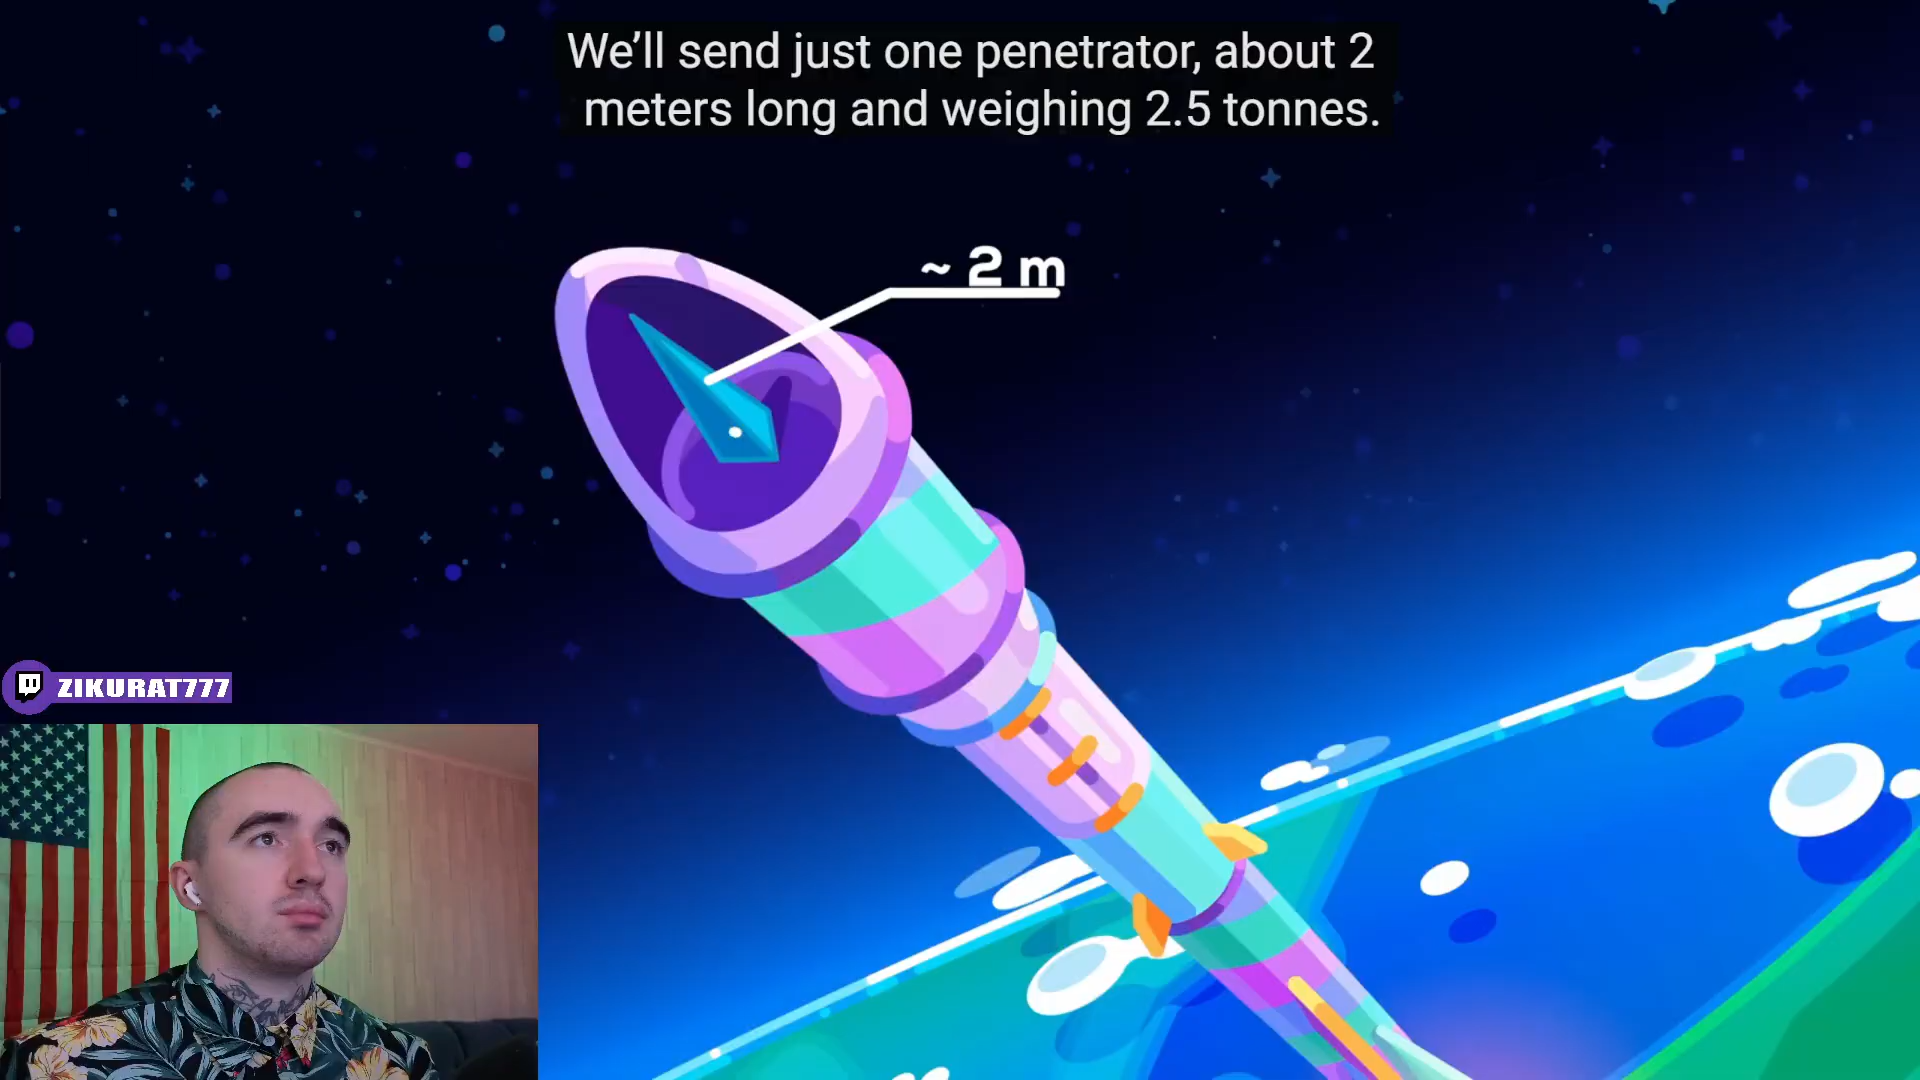 We’ll send just one penetrator, about 2
meters long and weighing 2.5 tonnes.
~ 2 m
ZIKURAT777